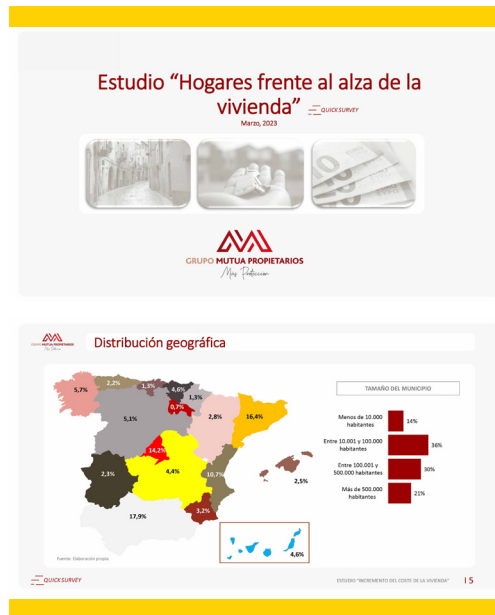 Estudio “Hogares frente al alza de la
vivienda” QUICKSURVEY
Marzo, 2023
GRUPO MUTUA PROPIETARIOS
Más Protección
GRUPO MUTUA PROPIETARIOS
Distribución geográfica
5,7%
2,2%
1,3%
4,6%
1,3%
0,7%
5,1%
2,8%
16,4%
14,2%
4,4%
2,3%
10,7%
2,5%
17,9%
3,2%
4,6%
TAMAÑO DEL MUNICIPIO
Menos de 10.000
habitantes
14%
Entre 10.001 y 100.000
habitantes
36%
Entre 100.001 y
500.000 habitantes
30%
Más de 500.000
habitantes
21%
Fuente: Elaboración propia
QUICKSURVEY
ESTUDIO “INCREMENTO DEL COSTE DE LA VIVIENDA” I 5